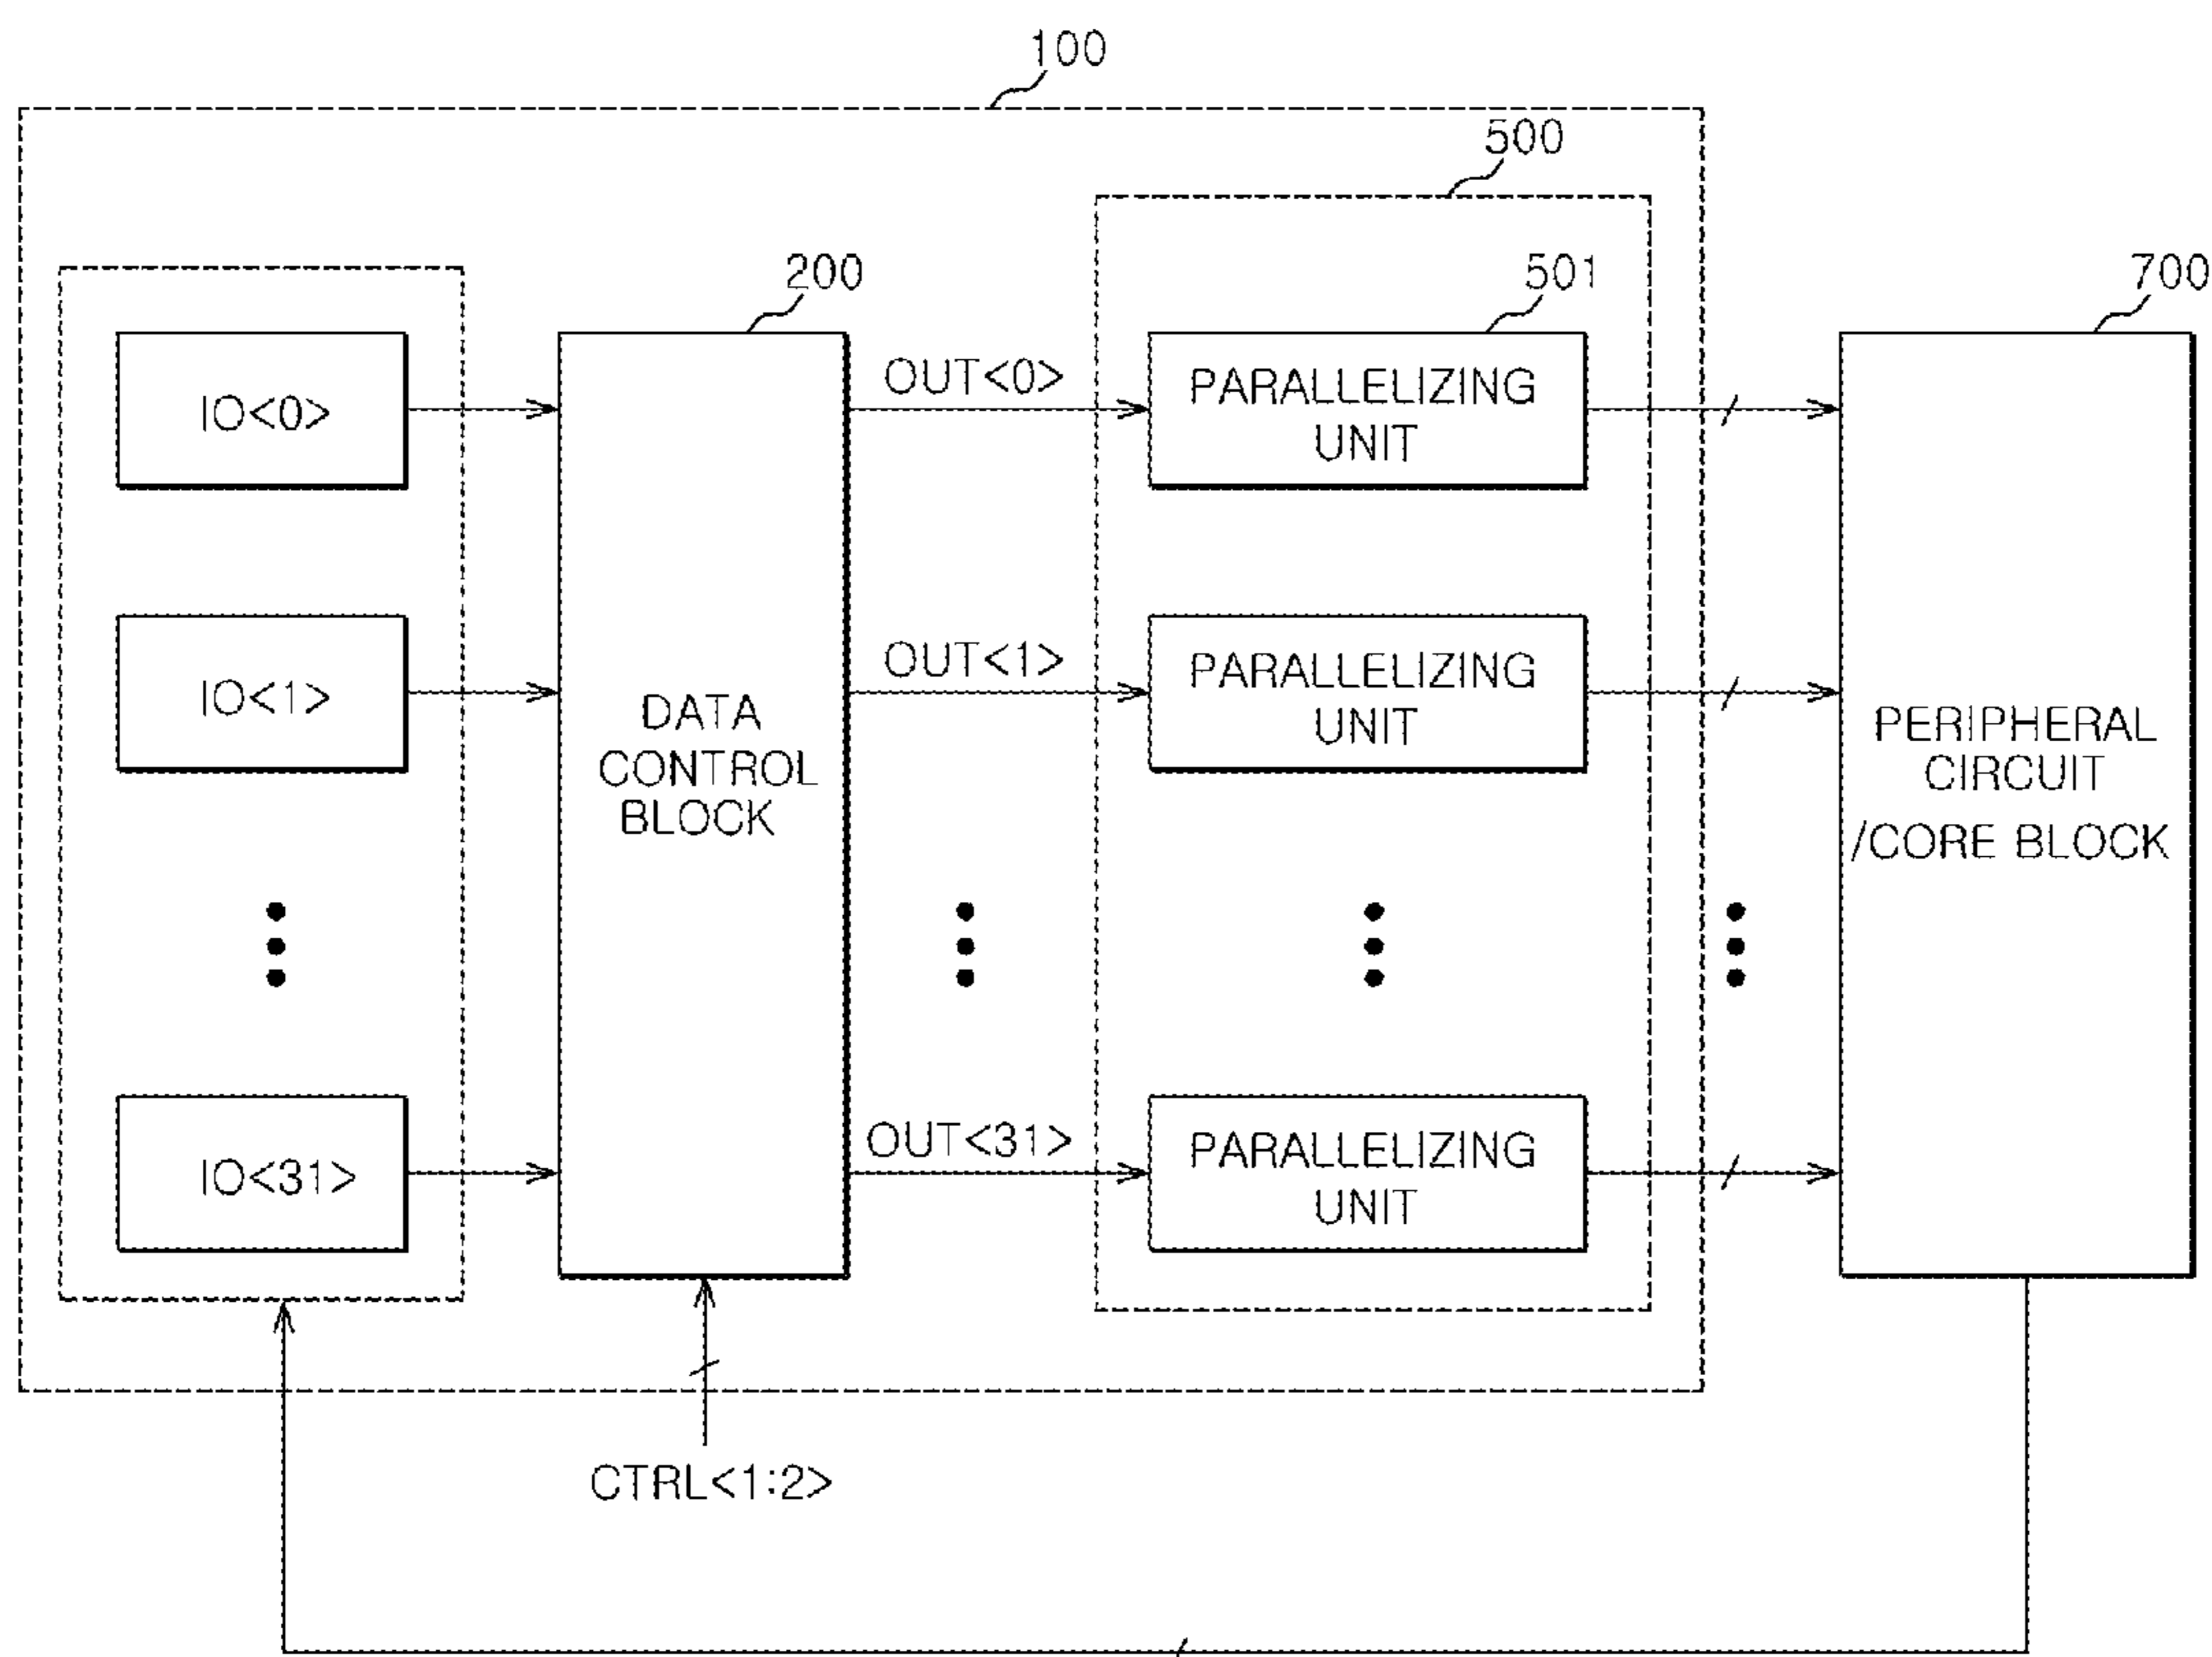 100
500
200
501
700
IO<0>
OUT<0>
PARALLELIZING
UNIT
IO<1>
OUT<1>
PARALLELIZING
UNIT
DATA
CONTROL
BLOCK
PERIPHERAL
CIRCUIT
/CORE BLOCK
IO<31>
OUT<31>
PARALLELIZING
UNIT
CTRL<1:2>